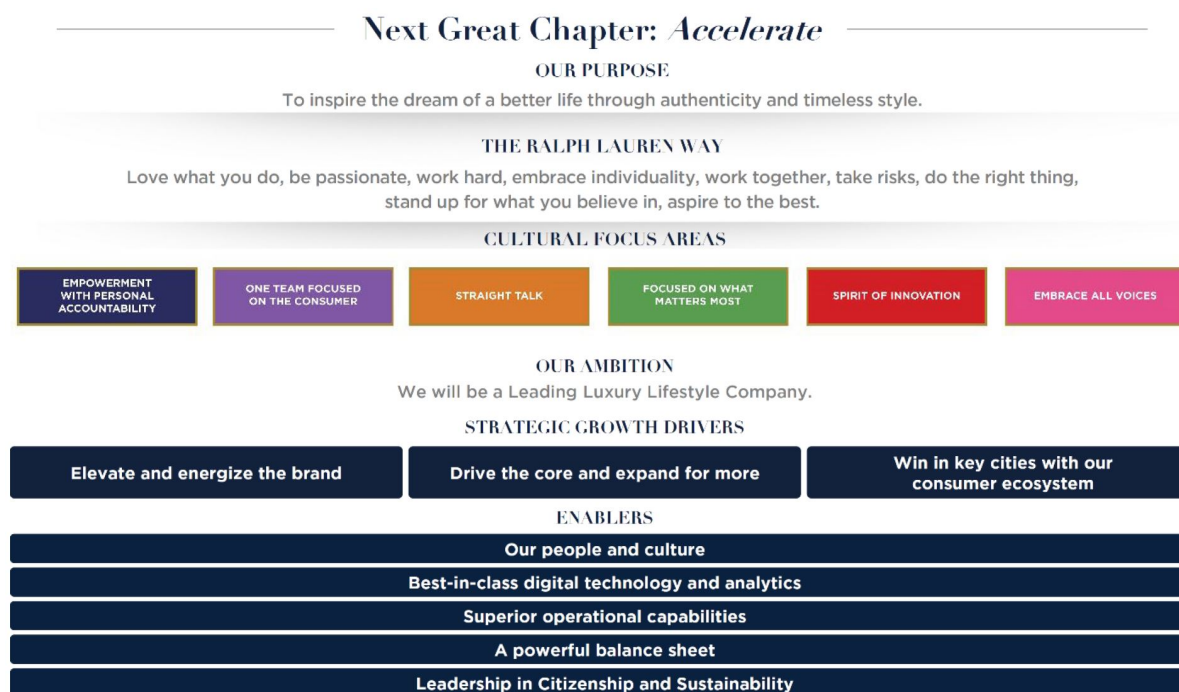 Next Great Chapter: Accelerate
OUR PURPOSE
To inspire the dream of a better life through authenticity and timeless style.
THE RALPH LAUREN WAY
Love what you do, be passionate, work hard, embrace individuality, work together, take risks, do the right thing,
stand up for what you believe in, aspire to the best.
CULTURAL FOCUS AREAS
EMPOWERMENT
WITH PERSONAL
ACCOUNTABILITY
ONE TEAM FOCUSED
ON THE CONSUMER
STRAIGHT TALK
FOCUSED ON WHAT
MATTERS MOST
SPIRIT OF INNOVATION
EMBRACE ALL VOICES
OUR AMBITION
We will be a Leading Luxury Lifestyle Company.
STRATEGIC GROWTH DRIVERS
Elevate and energize the brand
Drive the core and expand for more
Win in key cities with our
consumer ecosystem
ENABLERS
Our people and culture
Best-in-class digital technology and analytics
Superior operational capabilities
A powerful balance sheet
Leadership in Citizenship and Sustainability